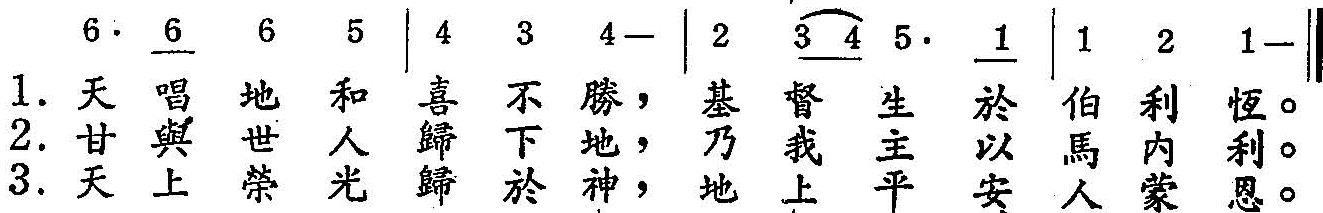 6· 6 6 5 | 4 3 4— | 2 3 4 5· 1 | 1 2 1—‖
1. 天唱地和喜不勝，基督生於伯利恆。
2. 甘與世人歸下地，乃我主以馬內利。
3. 天上榮光歸於神，地上平安人蒙恩。